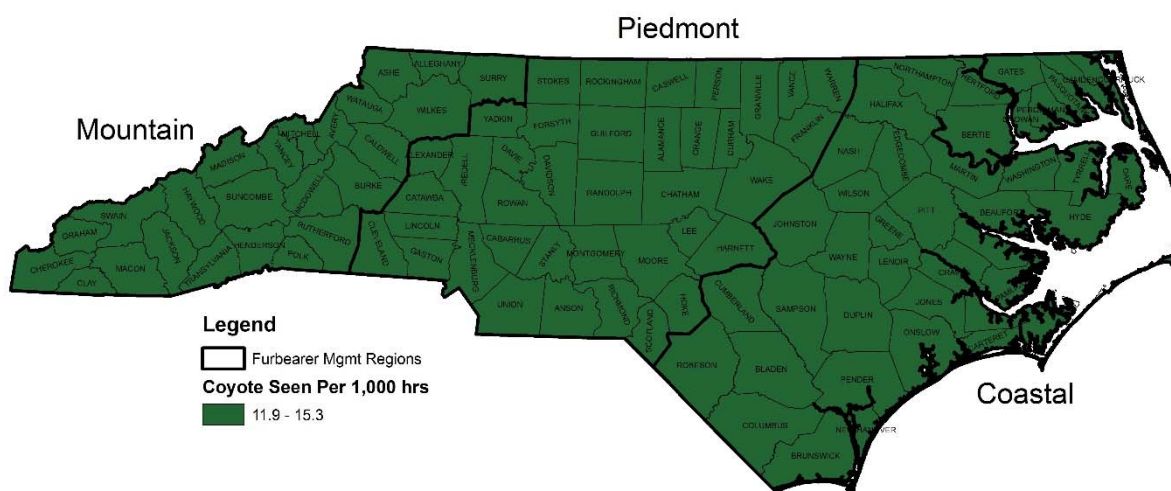 Piedmont
Mountain
Coastal
ASHE
ALLEGHANY
SURRY
STOKES
ROCKINGHAM
CASWELL
PERSON
GRANVILLE
VANCE
WARREN
NORTHAMPTON
HERTFORD
GATES
WATAUGA
WILKES
YADKIN
FORSYTH
GUILFORD
ALAMANCE
ORANGE
DURHAM
FRANKLIN
HALIFAX
BERTIE
MITCHELL
AVERY
CALDWELL
DAVIE
IREDELL
DAVIDSON
WAKE
NASH
EDGECOMBE
MARTIN
WASHINGTON
TYRRELL
DARE
MADISON
YANCEY
BURKE
MCDOWELL
CATAWBA
ROWAN
RANDOLPH
CHATHAM
WILSON
PITT
BEAUFORT
HYDE
HAYWOOD
BUNCOMBE
SWAIN
RUTHERFORD
LINCOLN
LEE
JOHNSTON
GREENE
GRAHAM
JACKSON
HENDERSON
CLEVELAND
GASTON
MECKLENBURG
CABARRUS
STANLY
MONTGOMERY
MOORE
HARNETT
WAYNE
LENOIR
CHEROKEE
MACON
TRANSYLVANIA
POLK
CLAY
UNION
ANSON
RICHMOND
SCOTLAND
HOKE
CUMBERLAND
SAMPSON
DUPLIN
JONES
ONSLOW
CARTERET
ROBESON
BLADEN
PENDER
COLUMBUS
BRUNSWICK
Legend
Furbearer Mgmt Regions
Coyote Seen Per 1,000 hrs
11.9 - 15.3